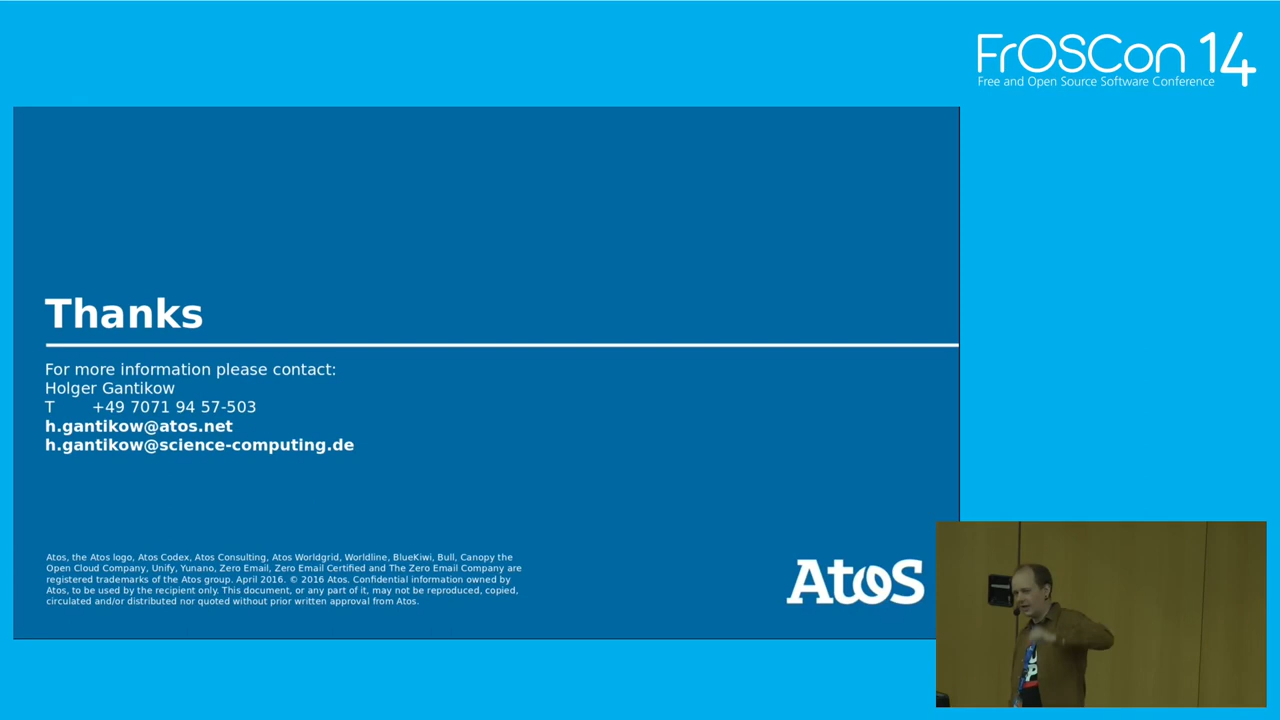 FrOSCon 14
Free and Open Source Software Conference
Thanks
For more information please contact:
Holger Gantikow
T +49 7071 94 57-503
h.gantikow@atos.net
h.gantikow@science-computing.de
Atos, the Atos logo, Atos Codex, Atos Consulting, Atos Worldgrid, Worldline, BlueKiwi, Bull, Canopy the
Open Cloud Company, Unify, Yunano, Zero Email, Zero Email Certified and The Zero Email Company are
registered trademarks of the Atos group. April 2016. © 2016 Atos. Confidential information owned by
Atos, to be used by the recipient only. This document, or any part of it, may not be reproduced, copied,
circulated and/or distributed nor quoted without prior written approval from Atos.
Atos